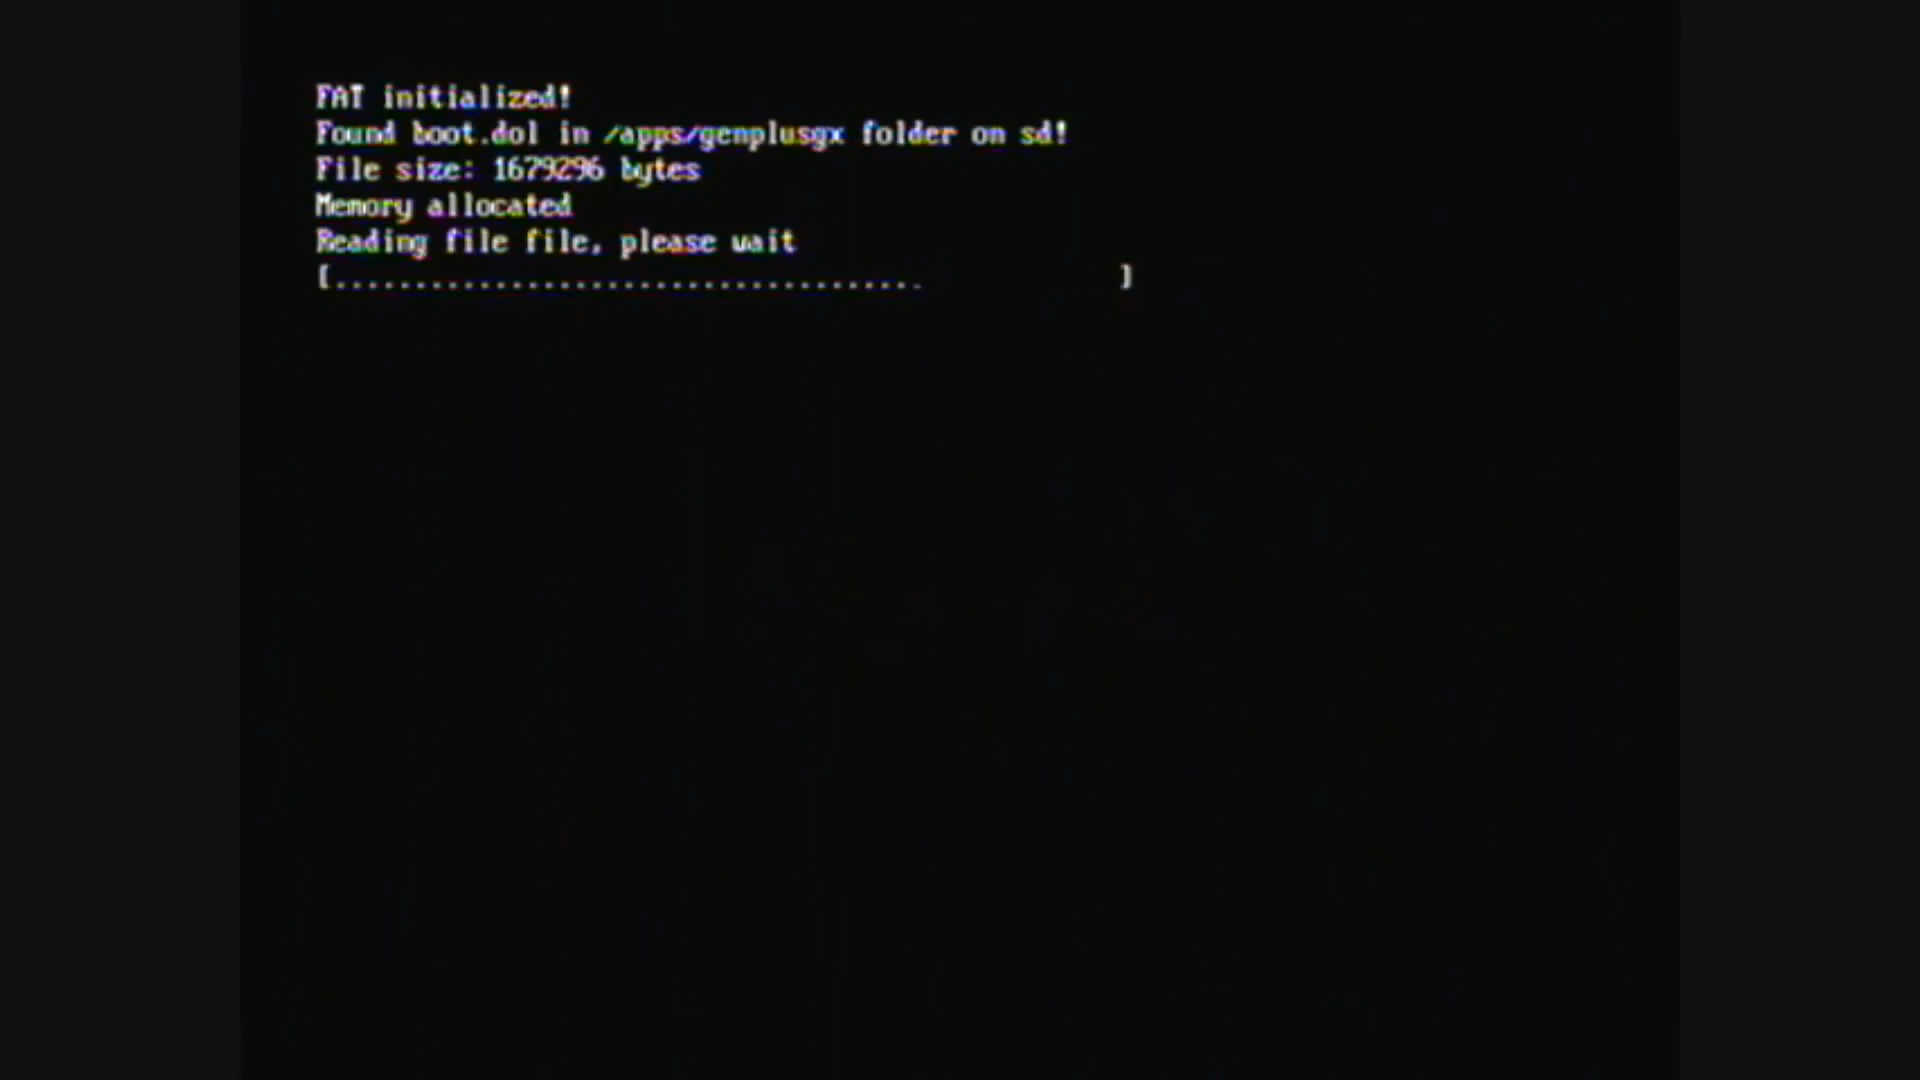 FAT initialized!
Found boot.dol in /apps/genplusgx folder on sd!
File size: 1679296 bytes
Memory allocated
Reading file file, please wait
[.....................................            ]